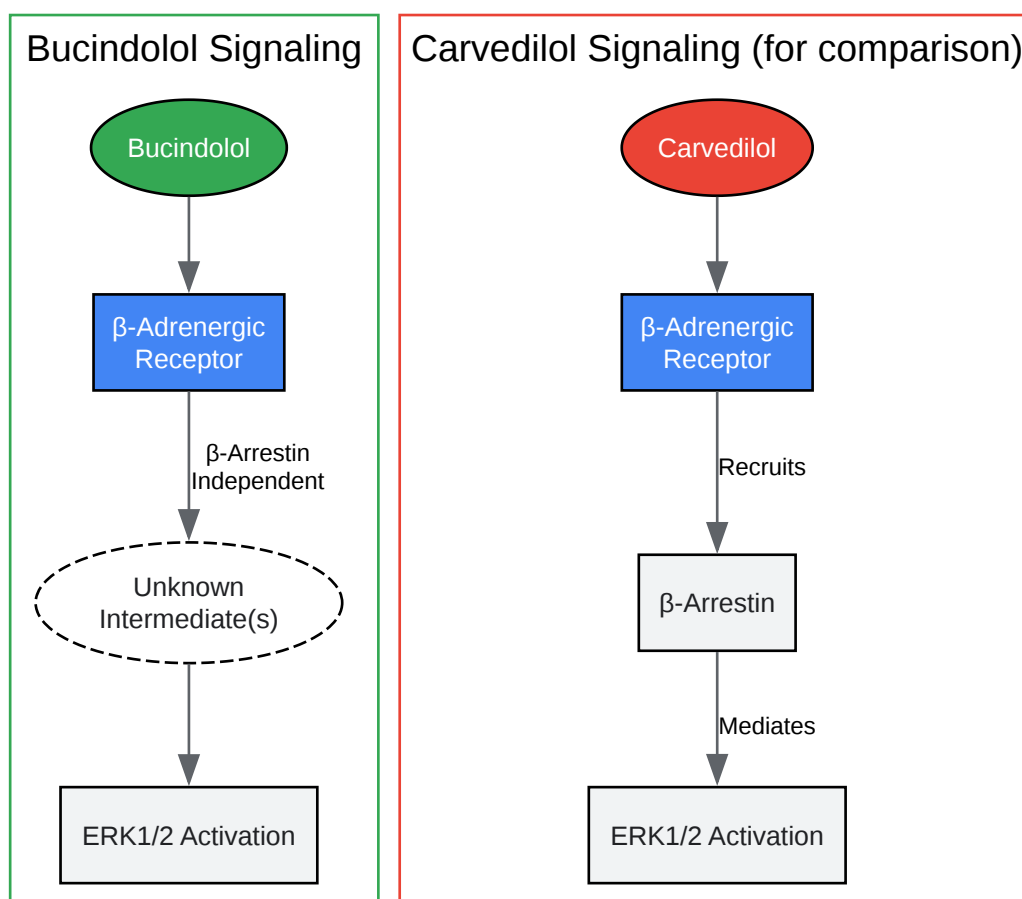 Bucindolol Signaling
Bucindolol
β-Adrenergic
Receptor
β-Arrestin
Independent
Unknown
Intermediate(s)
ERK1/2 Activation
Carvedilol Signaling (for comparison)
Carvedilol
β-Adrenergic
Receptor
Recruits
β-Arrestin
Mediates
ERK1/2 Activation